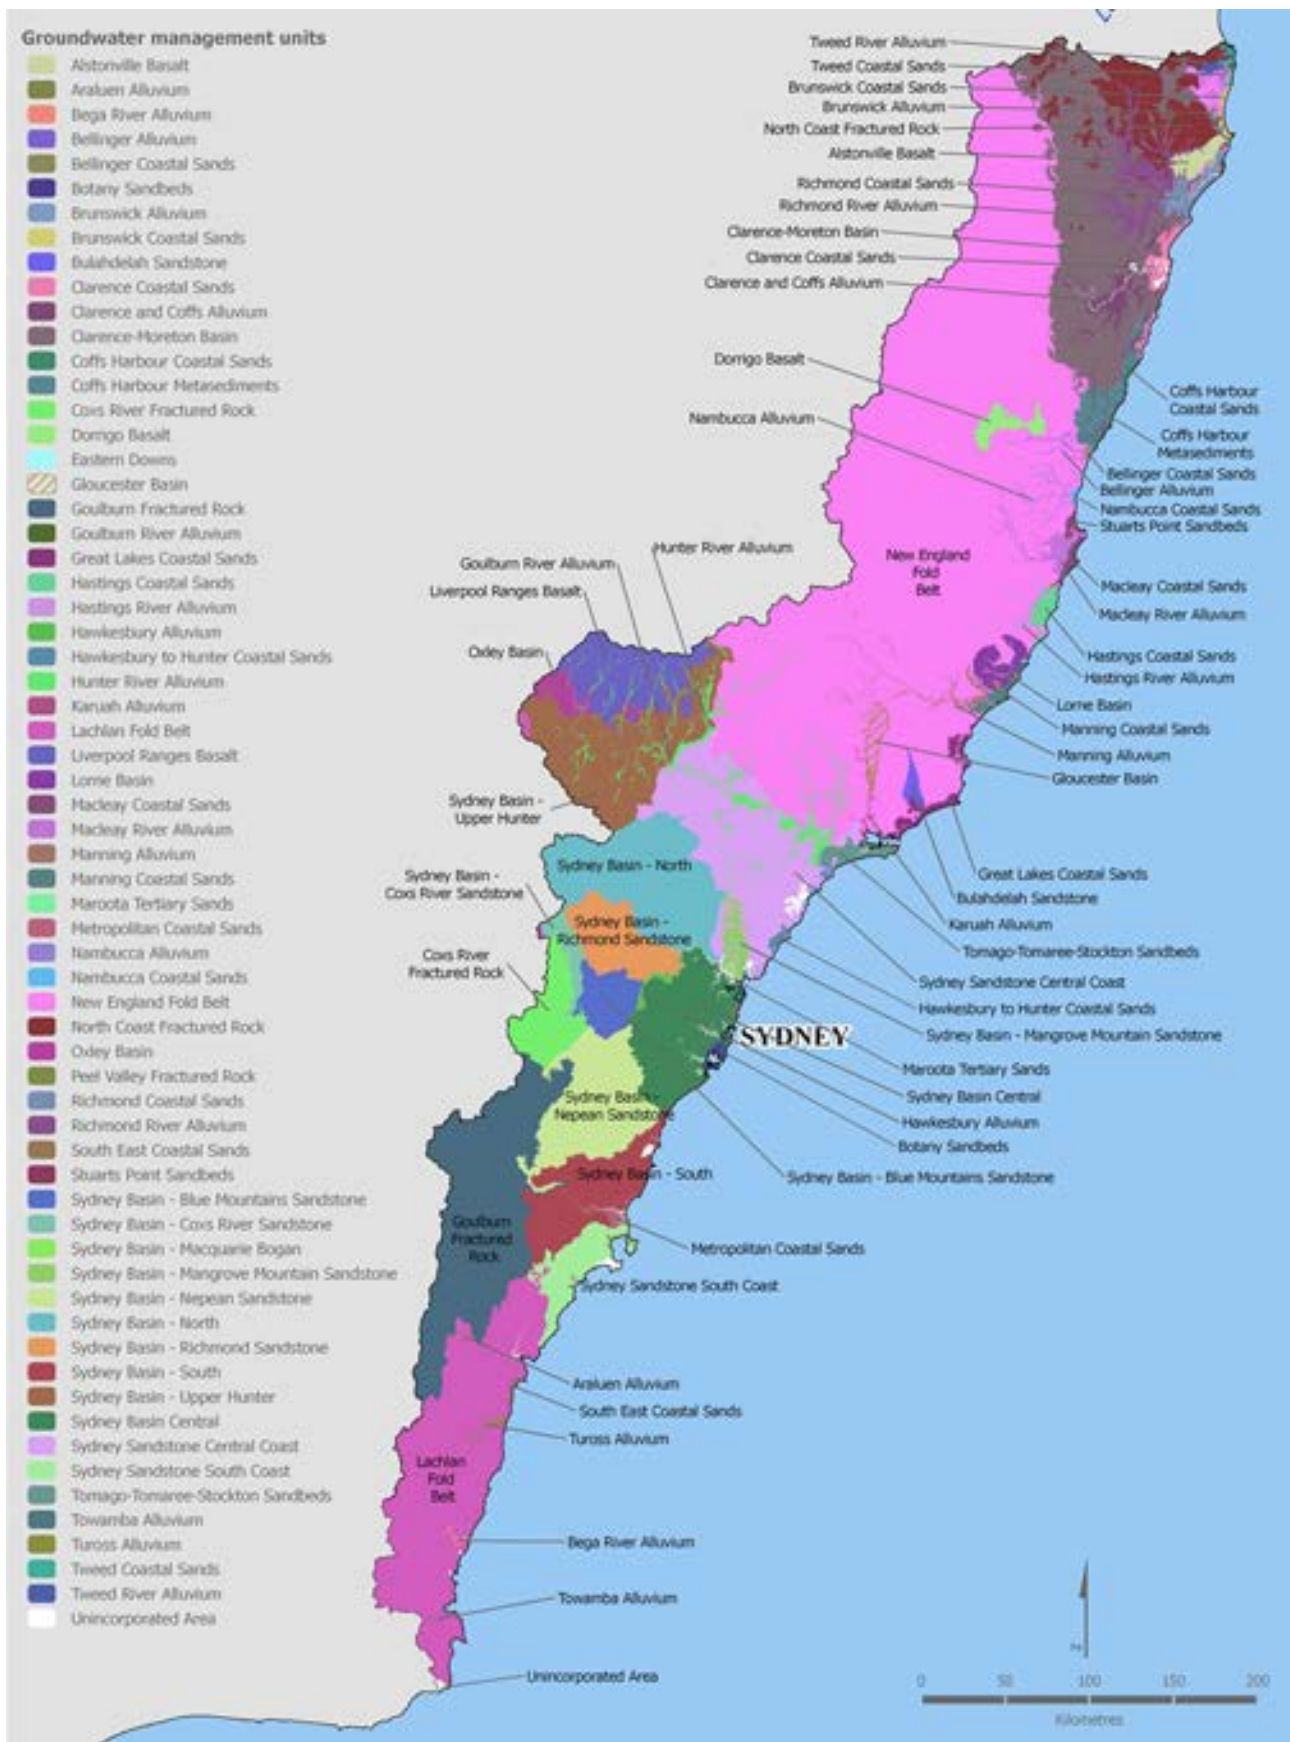 Groundwater management units
Alstonville Basalt
Araluen Alluvium
Bega River Alluvium
Bellinger Alluvium
Bellinger Coastal Sands
Botany Sandbeds
Brunswick Alluvium
Brunswick Coastal Sands
Bulahdelah Sandstone
Clarence Coastal Sands
Clarence and Coffs Alluvium
Clarence-Moreton Basin
Coffs Harbour Coastal Sands
Coffs Harbour Metasediments
Coxs River Fractured Rock
Dorrigo Basalt
Eastern Downs
Gloucester Basin
Goulburn Fractured Rock
Goulburn River Alluvium
Great Lakes Coastal Sands
Hastings Coastal Sands
Hastings River Alluvium
Hawkesbury Alluvium
Hawkesbury to Hunter Coastal Sands
Hunter River Alluvium
Karuah Alluvium
Lachlan Fold Belt
Liverpool Ranges Basalt
Lorne Basin
Macleay Coastal Sands
Macleay River Alluvium
Manning Alluvium
Manning Coastal Sands
Maroota Tertiary Sands
Metropolitan Coastal Sands
Nambucca Alluvium
Nambucca Coastal Sands
New England Fold Belt
North Coast Fractured Rock
Oxley Basin
Peel Valley Fractured Rock
Richmond Coastal Sands
Richmond River Alluvium
South East Coastal Sands
Stuarts Point Sandbeds
Sydney Basin - Blue Mountains Sandstone
Sydney Basin - Coxs River Sandstone
Sydney Basin - Macquarie Bogan
Sydney Basin - Mangrove Mountain Sandstone
Sydney Basin - Nepean Sandstone
Sydney Basin - North
Sydney Basin - Richmond Sandstone
Sydney Basin - South
Sydney Basin - Upper Hunter
Sydney Basin Central
Sydney Sandstone Central Coast
Sydney Sandstone South Coast
Tomago-Tomaree-Stockton Sandbeds
Towamba Alluvium
Tuross Alluvium
Tweed Coastal Sands
Tweed River Alluvium
Unincorporated Area
Tweed River Alluvium
Tweed Coastal Sands
Brunswick Coastal Sands
Brunswick Alluvium
North Coast Fractured Rock
Alstonville Basalt
Richmond Coastal Sands
Richmond River Alluvium
Clarence-Moreton Basin
Clarence Coastal Sands
Clarence and Coffs Alluvium
Dorrigo Basalt
Coffs Harbour
Coastal Sands
Nambucca Alluvium
Coffs Harbour
Metasediments
Bellinger Coastal Sands
Bellinger Alluvium
Nambucca Coastal Sands
Stuarts Point Sandbeds
Hunter River Alluvium
New England
Fold
Belt
Goulburn River Alluvium
Liverpool Ranges Basalt
Macleay Coastal Sands
Macleay River Alluvium
Oxley Basin
Hastings Coastal Sands
Hastings River Alluvium
Lorne Basin
Manning Coastal Sands
Manning Alluvium
Gloucester Basin
Sydney Basin -
Upper Hunter
Sydney Basin - North
Sydney Basin -
Coxs River Sandstone
Great Lakes Coastal Sands
Bulahdelah Sandstone
Karuah Alluvium
Sydney Basin -
Richmond Sandstone
Tomago-Tomaree-Stockton Sandbeds
Coxs River
Fractured Rock
Sydney Sandstone Central Coast
Hawkesbury to Hunter Coastal Sands
SYDNEY
Sydney Basin - Mangrove Mountain Sandstone
Maroota Tertiary Sands
Sydney Basin Central
Sydney Basin -
Nepean Sandstone
Hawkesbury Alluvium
Botany Sandbeds
Sydney Basin - South
Sydney Basin - Blue Mountains Sandstone
Goulburn
Fractured
Rock
Metropolitan Coastal Sands
Sydney Sandstone South Coast
Araluen Alluvium
South East Coastal Sands
Tuross Alluvium
Lachlan
Fold
Belt
Bega River Alluvium
Towamba Alluvium
Unincorporated Area
0 50 100 150 200
Kilometres